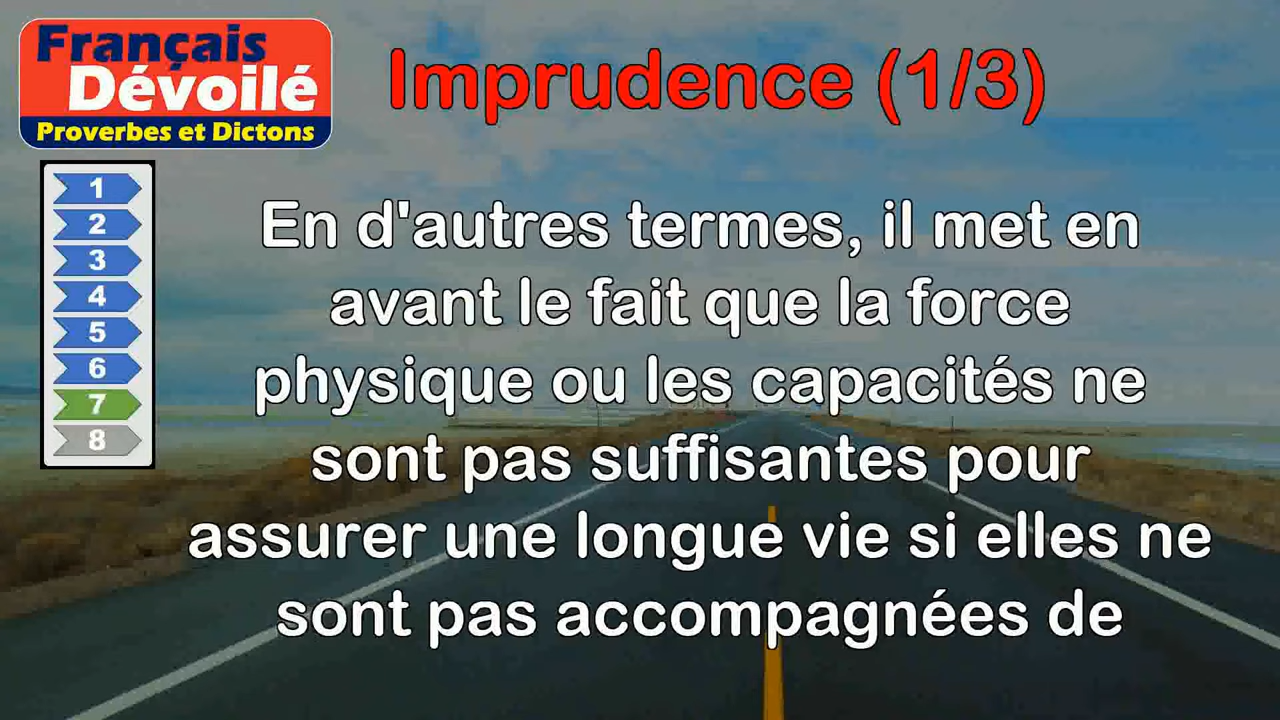 Français
Dévoilé
Proverbes et Dictons
Imprudence (1/3)
1
2
3
4
5
6
7
8
En d'autres termes, il met en
avant le fait que la force
physique ou les capacités ne
sont pas suffisantes pour
assurer une longue vie si elles ne
sont pas accompagnées de